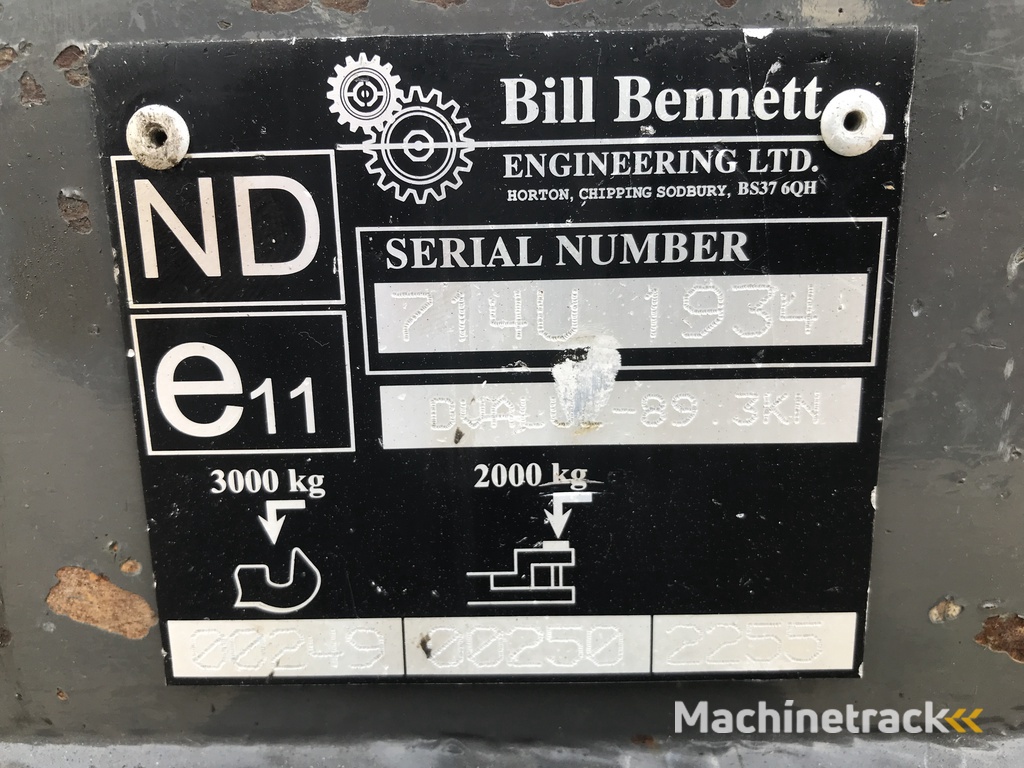 Bill Bennett
ENGINEERING LTD.
HORTON, CHIPPING SODBURY, BS37 6QH
ND
SERIAL NUMBER
714U 1934
e11
-89.3KN
3000 kg
2000 kg
00249 00250 2255
Machinetrack